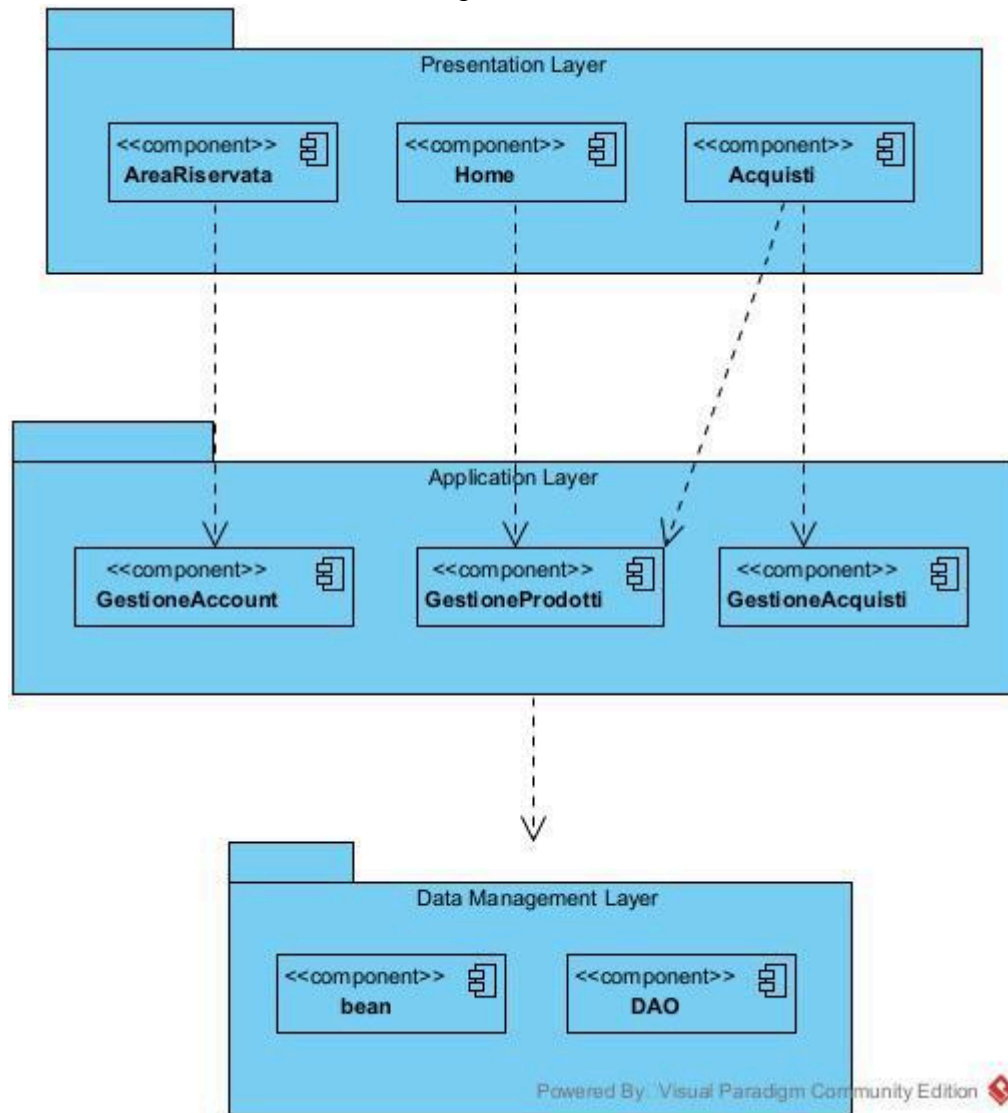 Presentation Layer
<<component>> <<component>> <<component>>
AreaRiservata Home Acquisti
Application Layer
<<component>> <<component>> <<component>>
GestioneAccount GestioneProdotti GestioneAcquisti
Data Management Layer
<<component>> <<component>>
bean DAO
Powered By: Visual Paradigm Community Edition